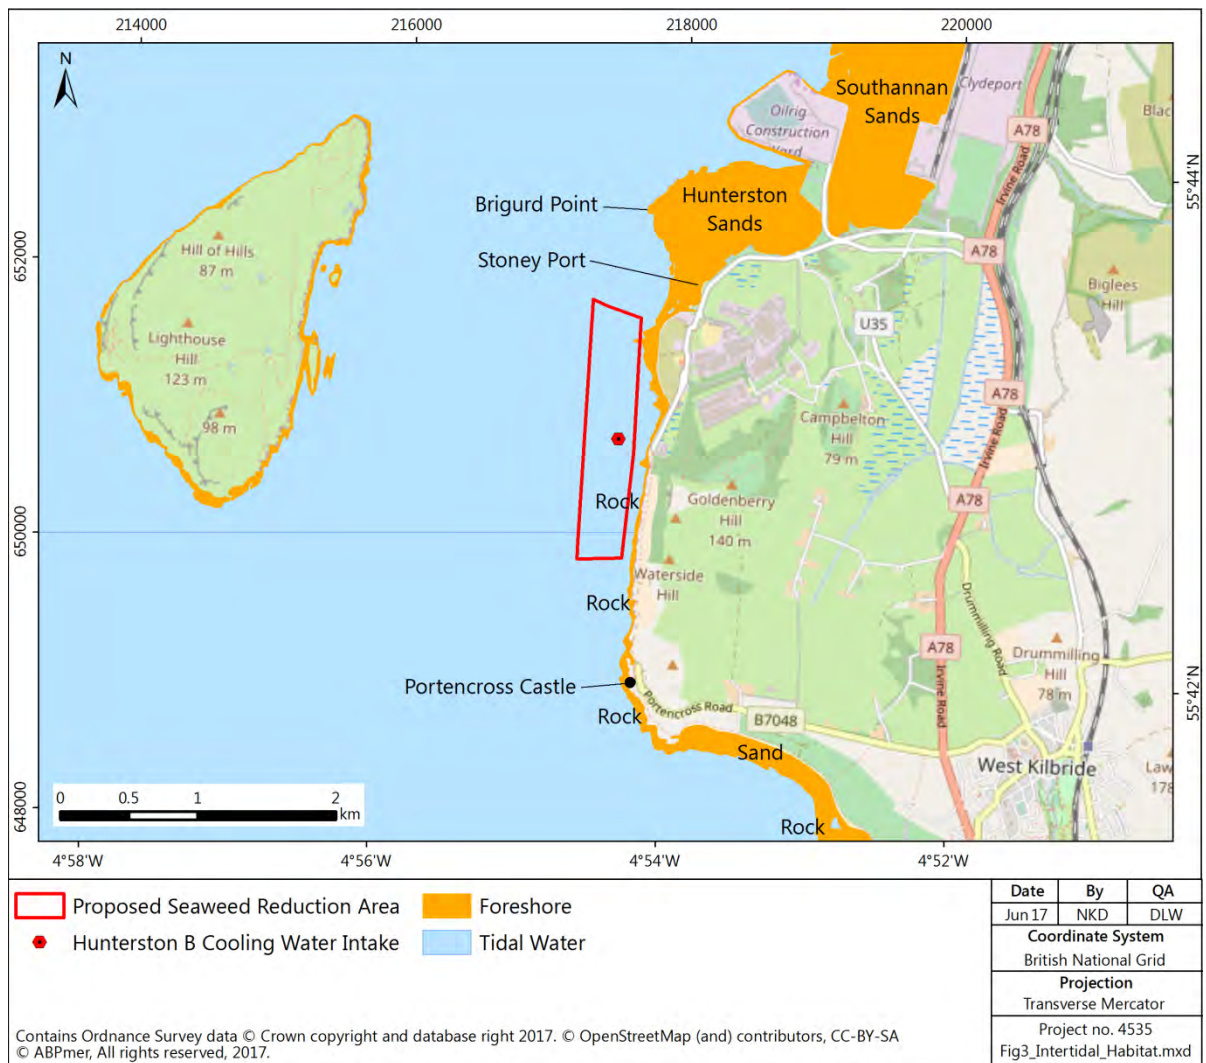 214000
216000
218000
220000
N
Southannan
Sands
Clydeport
Oilrig
Construction
Yard
A78
Blac
Irvine Road
55°44'N
Brigurd Point
Hunterston
Sands
Stoney Port
A78
652000
Hill of Hills
87 m
Biglees
Hill
U35
Lighthouse
Hill
123 m
A78
98 m
Campbelton
Hill
79 m
Irvine Road
Rock
Goldenberry
Hill
140 m
A78
650000
Waterside
Hill
Rock
Drummilling Road
A78
Drummilling
Hill
78 m
Portencross Castle
Portencross Road
Irvine Road
55°42'N
Rock
B7048
Sand
West Kilbride
Law
178
0 0.5 1 2
km
648000
Rock
4°58'W
4°56'W
4°54'W
4°52'W
Proposed Seaweed Reduction Area
Foreshore
Hunterston B Cooling Water Intake
Tidal Water
Date By QA
Jun 17 NKD DLW
Coordinate System
British National Grid
Projection
Transverse Mercator
Project no. 4535
Fig3_Intertidal_Habitat.mxd
Contains Ordnance Survey data © Crown copyright and database right 2017. © OpenStreetMap (and) contributors, CC-BY-SA
© ABPmer, All rights reserved, 2017.